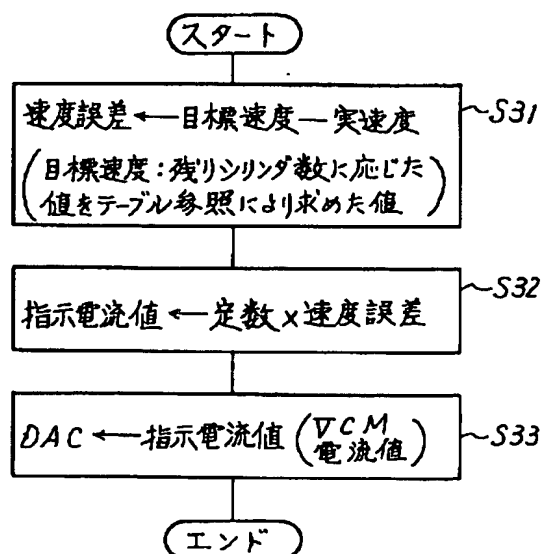 スタート
速度誤差←目標速度―実速度
(目標速度:残りシリンダ数に応じた
値をテーブル参照により求めた値)
S31
指示電流値←定数×速度誤差
S32
DAC←指示電流値(VCM
電流値)
S33
エンド